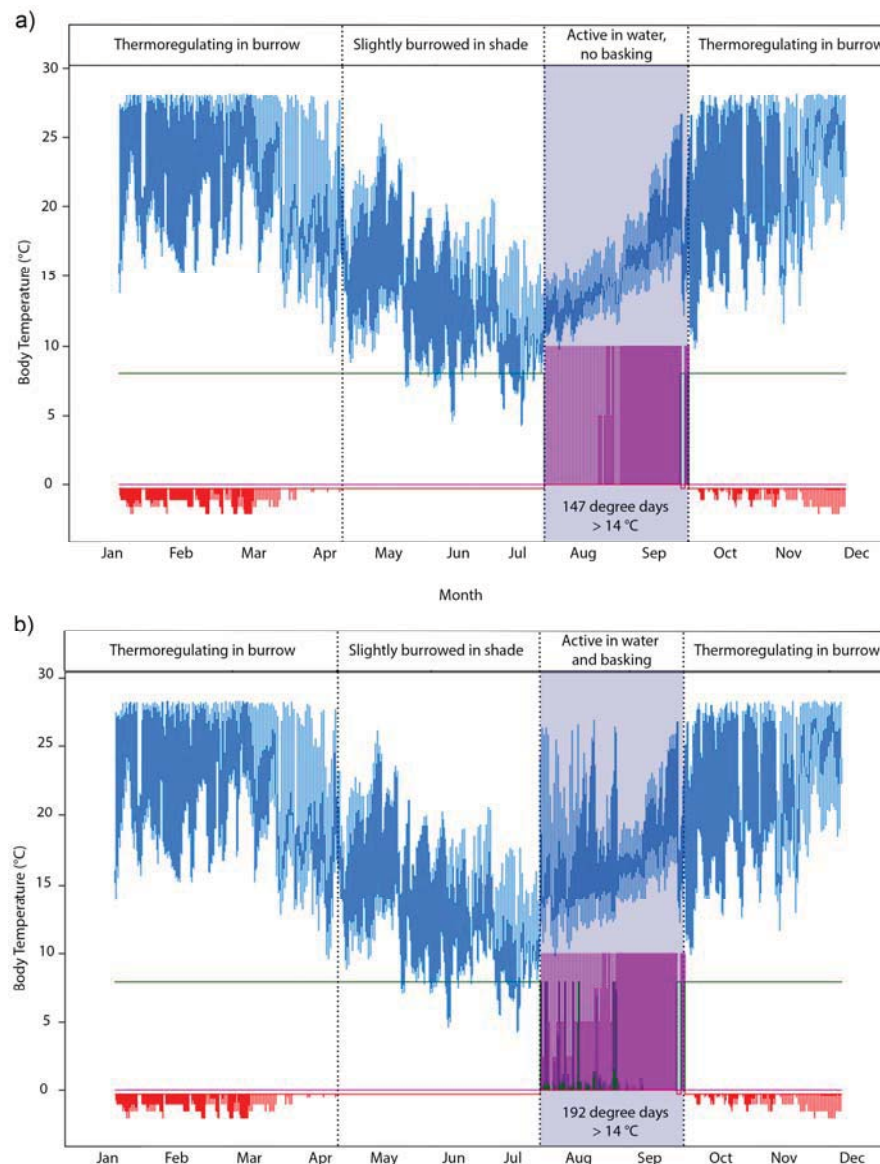 a)
Thermoregulating in burrow Slightly burrowed in shade Active in water, no basking Thermoregulating in burrow
30
25
20
15
10
5
0
Body Temperature (°C)
147 degree days
> 14 °C
Jan Feb Mar Apr May Jun Jul Aug Sep Oct Nov Dec
Month
b)
Thermoregulating in burrow Slightly burrowed in shade Active in water and basking Thermoregulating in burrow
30
25
20
15
10
5
0
Body Temperature (°C)
192 degree days
> 14 °C
Jan Feb Mar Apr May Jun Jul Aug Sep Oct Nov Dec